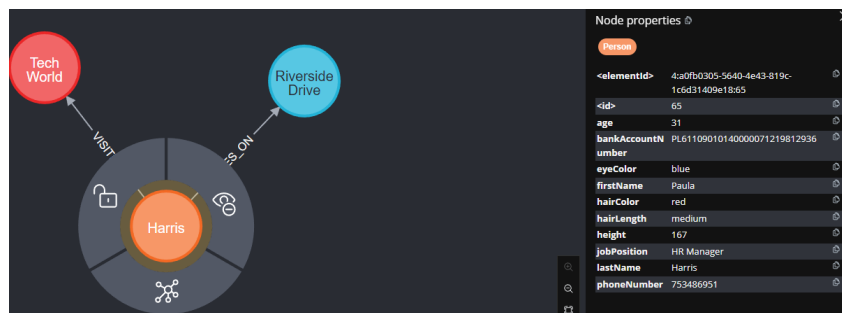 Tech
World
Riverside
Drive
VISIT
ES_ON
Harris
Node properties
Person
<elementId> 4:a0fb0305-5640-4e43-819c-
1c6d31409e18:65
<id> 65
age 31
bankAccountN PL61109010140000071219812936
umber
eyeColor blue
firstName Paula
hairColor red
hairLength medium
height 167
jobPosition HR Manager
lastName Harris
phoneNumber 753486951